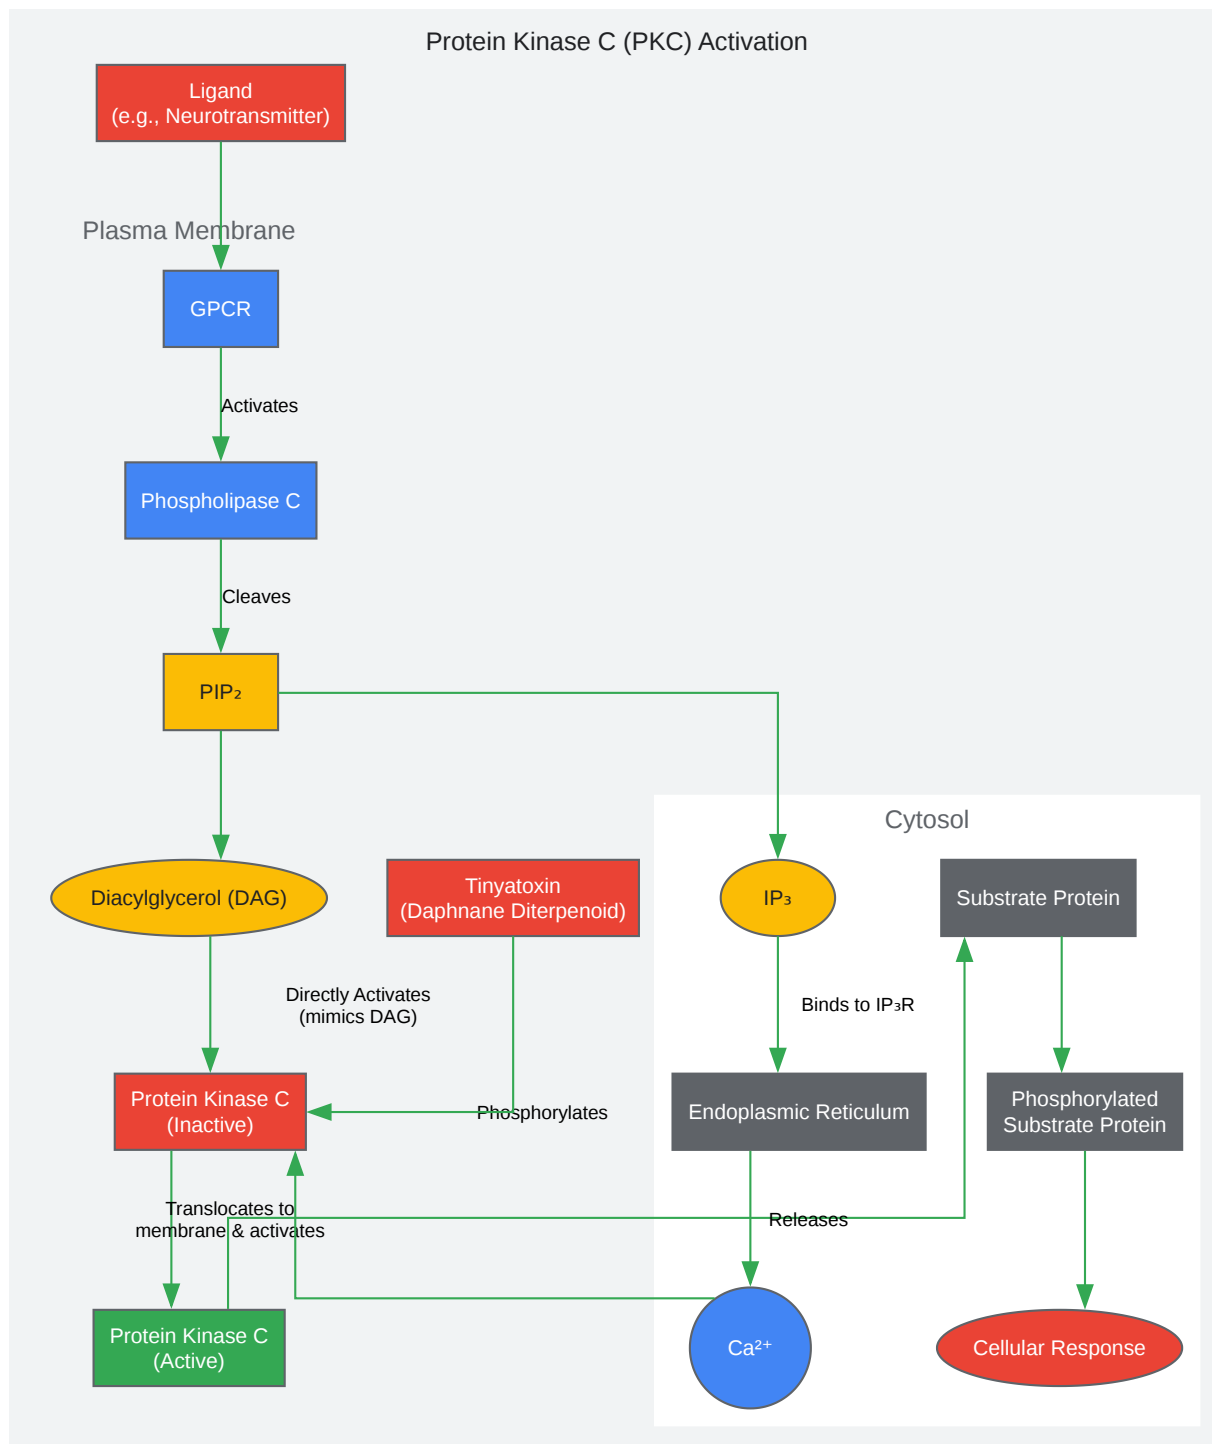 Protein Kinase C (PKC) Activation
Ligand
(e.g., Neurotransmitter)
Plasma Membrane
GPCR
Activates
Phospholipase C
Cleaves
PIP₂
Cytosol
Diacylglycerol (DAG)
Tinyatoxin
(Daphnane Diterpenoid)
IP₃
Substrate Protein
Directly Activates
(mimics DAG)
Binds to IP₃R
Protein Kinase C
(Inactive)
Phosphorylates
Endoplasmic Reticulum
Phosphorylated
Substrate Protein
Translocates to
membrane & activates
Releases
Protein Kinase C
(Active)
Ca²⁺
Cellular Response